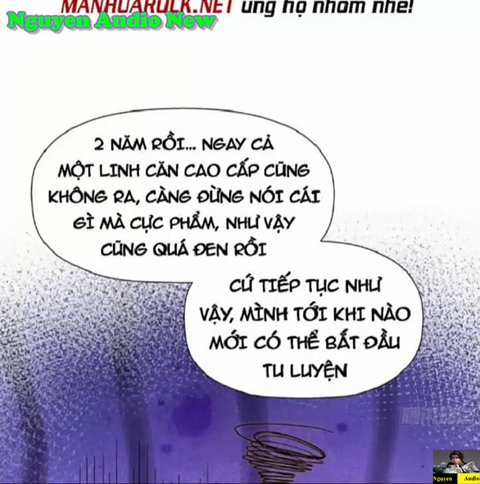 MANHUAROCK.NET ủng hộ nhóm nhé!
Nguyen Audio New
2 NĂM RỒI... NGAY CẢ
MỘT LINH CĂN CAO CẤP CŨNG
KHÔNG RA, CÀNG ĐỪNG NÓI CÁI
GÌ MÀ CỰC PHẨM, NHƯ VẬY
CŨNG QUÁ ĐEN RỒI
CỨ TIẾP TỤC NHƯ
VẬY, MÌNH TỚI KHI NÀO
MỚI CÓ THỂ BẮT ĐẦU
TU LUYỆN
Nguyen Audio